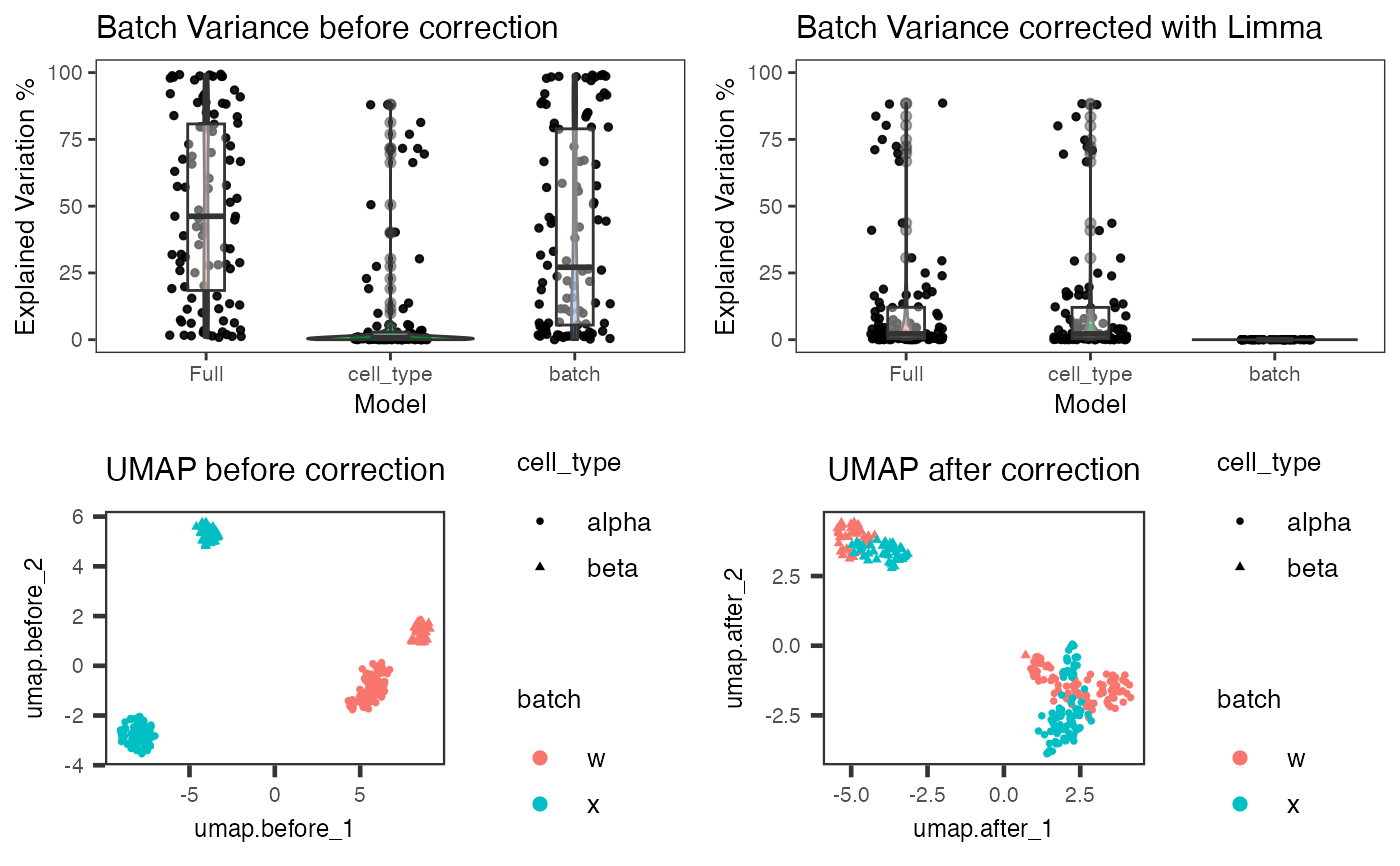 Batch Variance before correction
Explained Variation %
100
75
50
25
0
Full
cell_type
batch
Model
Batch Variance corrected with Limma
Explained Variation %
100
75
50
25
0
Full
cell_type
batch
Model
UMAP before correction
umap.before_2
6
4
2
0
-2
-4
-5
0
5
umap.before_1
cell_type
alpha
beta
batch
w
x
UMAP after correction
umap.after_2
2.5
0.0
-2.5
-5.0
-2.5
0.0
2.5
umap.after_1
cell_type
alpha
beta
batch
w
x